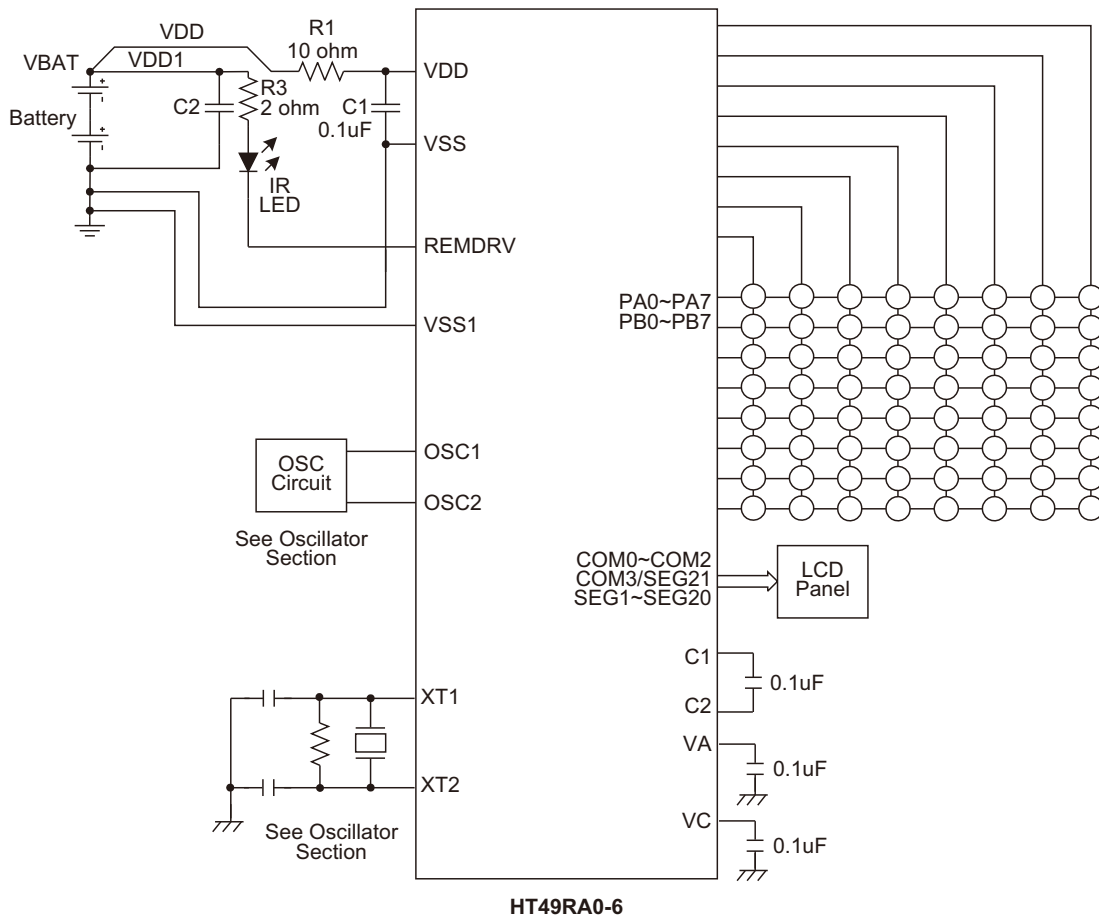 VDD
VBAT
VDD1
R1
10 ohm
VDD
R3
2 ohm
C2
C1
0.1uF
Battery
+
-
+
-
VSS
IR
LED
REMDRV
VSS1
PA0~PA7
PB0~PB7
OSC
Circuit
OSC1
OSC2
See Oscillator
Section
COM0~COM2
COM3/SEG21
SEG1~SEG20
LCD
Panel
C1
0.1uF
C2
XT1
VA
0.1uF
XT2
VC
0.1uF
See Oscillator
Section
HT49RA0-6